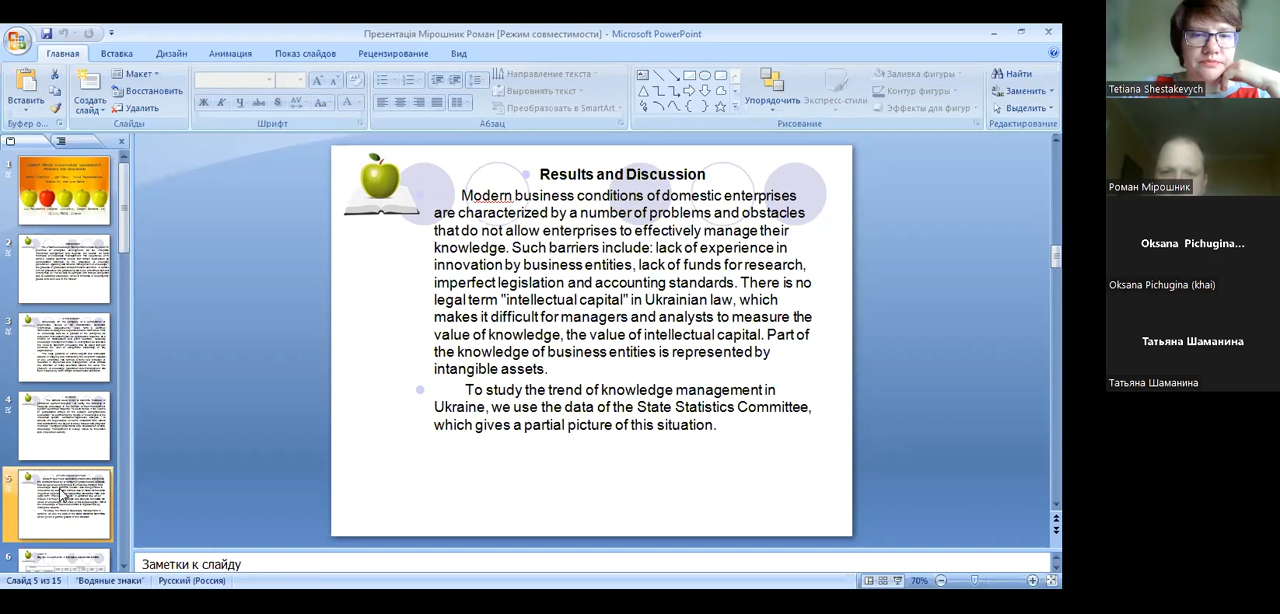 Презентація Мірошник Роман [Режим совместимости] - Microsoft PowerPoint
Главная
Вставка
Дизайн
Анимация
Показ слайдов
Рецензирование
Вид
Вставить
Буфер о...
Создать слайд
Макет
Восстановить
Удалить
Слайды
Шрифт
Абзац
Направление текста
Выровнять текст
Преобразовать в SmartArt
Упорядочить
Экспресс-стили
Заливка фигуры
Контур фигуры
Эффекты для фигур
Рисование
Найти
Заменить
Выделить
Редактирование
1
2
3
4
5
6
Results and Discussion
Modern business conditions of domestic enterprises
are characterized by a number of problems and obstacles
that do not allow enterprises to effectively manage their
knowledge. Such barriers include: lack of experience in
innovation by business entities, lack of funds for research,
imperfect legislation and accounting standards. There is no
legal term "intellectual capital" in Ukrainian law, which
makes it difficult for managers and analysts to measure the
value of knowledge, the value of intellectual capital. Part of
the knowledge of business entities is represented by
intangible assets.
To study the trend of knowledge management in
Ukraine, we use the data of the State Statistics Committee,
which gives a partial picture of this situation.
Заметки к слайду
Слайд 5 из 15
"Водяные знаки"
Русский (Россия)
70%
Tetiana Shestakevych
Роман Мірошник
Oksana Pichugina...
Oksana Pichugina (khai)
Татьяна Шаманина
Татьяна Шаманина